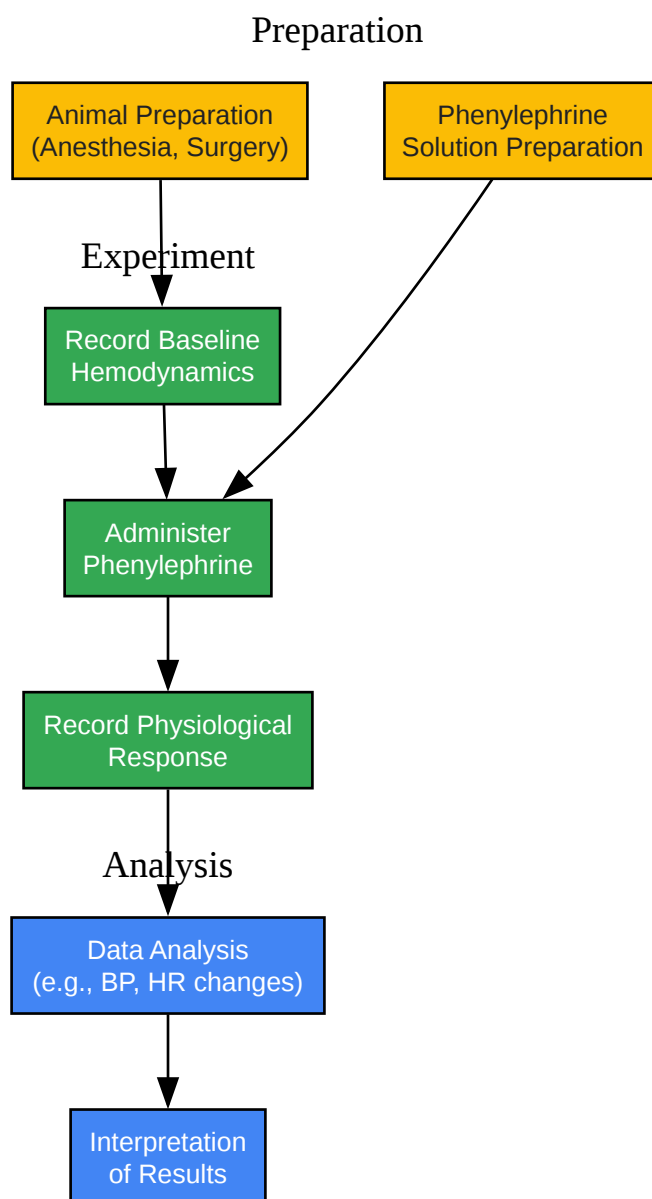 Preparation
Animal Preparation
(Anesthesia, Surgery)
Phenylephrine
Solution Preparation
Experiment
Record Baseline
Hemodynamics
Administer
Phenylephrine
Record Physiological
Response
Analysis
Data Analysis
(e.g., BP, HR changes)
Interpretation
of Results